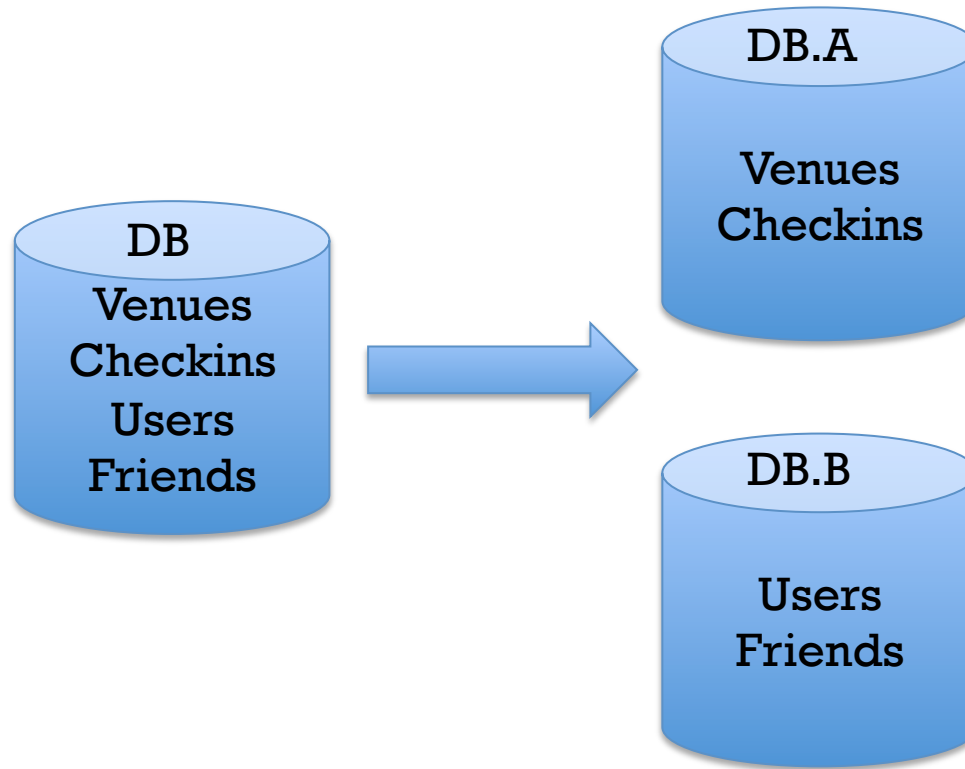 DB
Venues
Checkins
Users
Friends
DB.A
Venues
Checkins
DB.B
Users
Friends